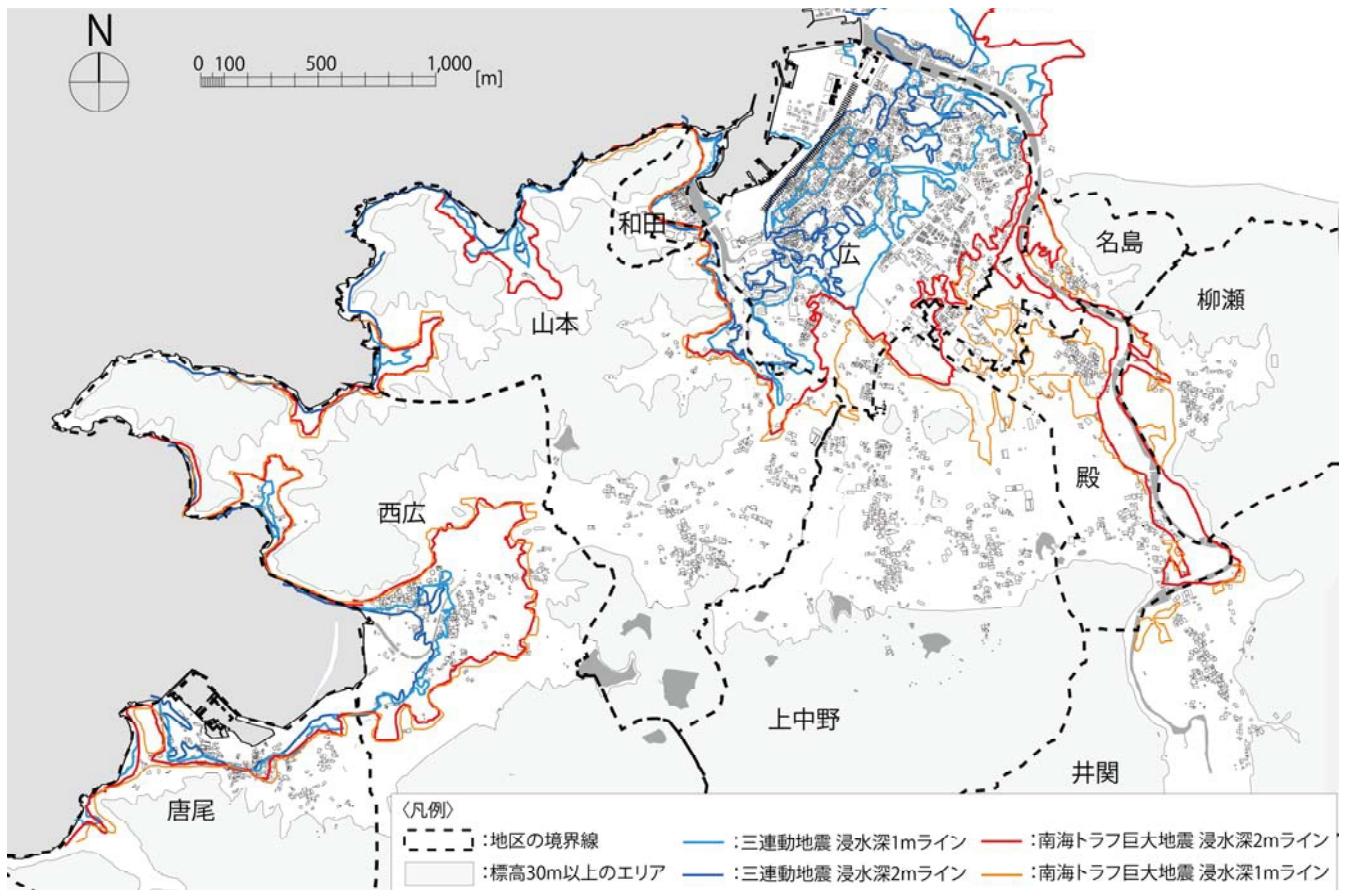 N
0 100 500 1,000
[m]
和田
広
名島
柳瀬
山本
殿
西広
上中野
井関
唐尾
〈凡例〉
:地区の境界線
:三連動地震 浸水深1mライン
:南海トラフ巨大地震 浸水深2mライン
:標高30m以上のエリア
:三連動地震 浸水深2mライン
:南海トラフ巨大地震 浸水深1mライン